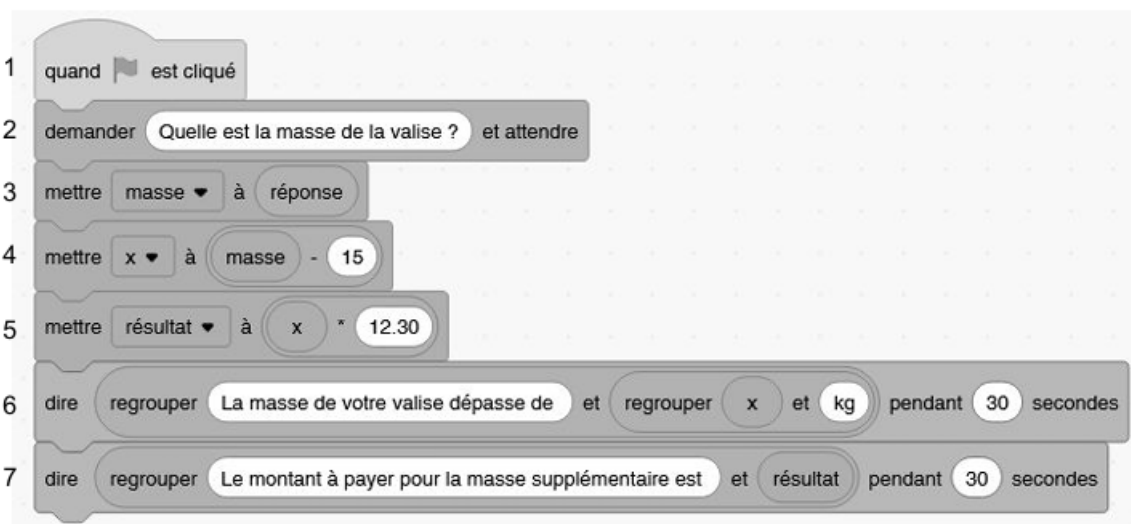 1 quand est cliqué
2 demander Quelle est la masse de la valise ? et attendre
3 mettre masse à réponse
4 mettre x à masse - 15
5 mettre résultat à x * 12.30
6 dire regrouper La masse de votre valise dépasse de et regrouper x et kg pendant 30 secondes
7 dire regrouper Le montant à payer pour la masse supplémentaire est et résultat pendant 30 secondes